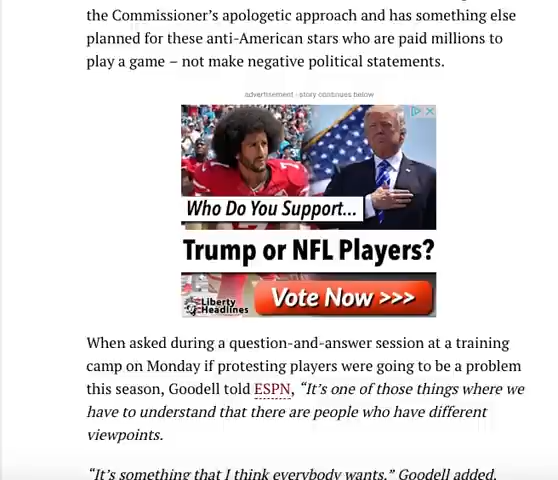 the Commissioner’s apologetic approach and has something else
planned for these anti-American stars who are paid millions to
play a game – not make negative political statements.
advertisement - story continues below
Who Do You Support...
Trump or NFL Players?
Liberty
Headlines
Vote Now >>>
When asked during a question-and-answer session at a training
camp on Monday if protesting players were going to be a problem
this season, Goodell told ESPN, “It’s one of those things where we
have to understand that there are people who have different
viewpoints.
“It’s something that I think everybody wants,” Goodell added.